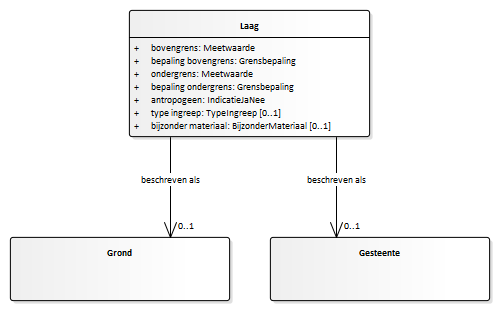 Laag
+ bovengrens: Meetwaarde
+ bepaling bovengrens: Grensbepaling
+ ondergrens: Meetwaarde
+ bepaling ondergrens: Grensbepaling
+ antropogeen: IndicatieJaNee
+ type ingreep: TypeIngreep [0..1]
+ bijzonder materiaal: BijzonderMateriaal [0..1]
beschreven als
beschreven als
0..1
0..1
Grond
Gesteente